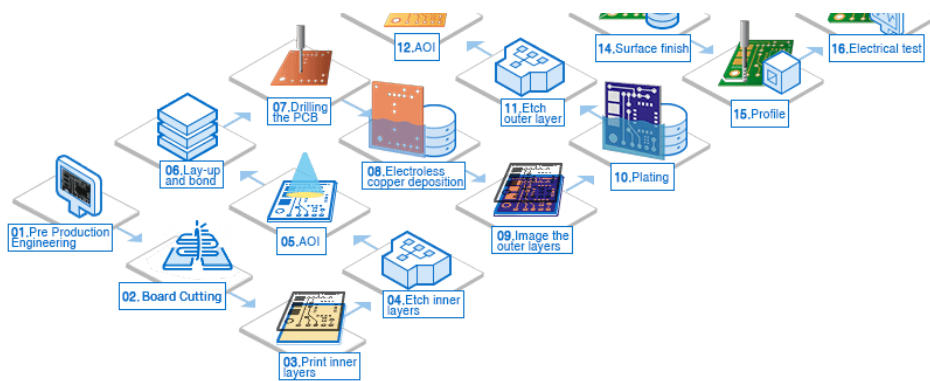 01.Pre Production
Engineering
02. Board Cutting
03.Print inner
layers
04.Etch inner
layers
05.AOI
06.Lay-up
and bond
07.Drilling
the PCB
08.Electroless
copper deposition
09.Image the
outer layers
10.Plating
11.Etch
outer layer
12.AOI
14.Surface finish
15.Profile
16.Electrical test